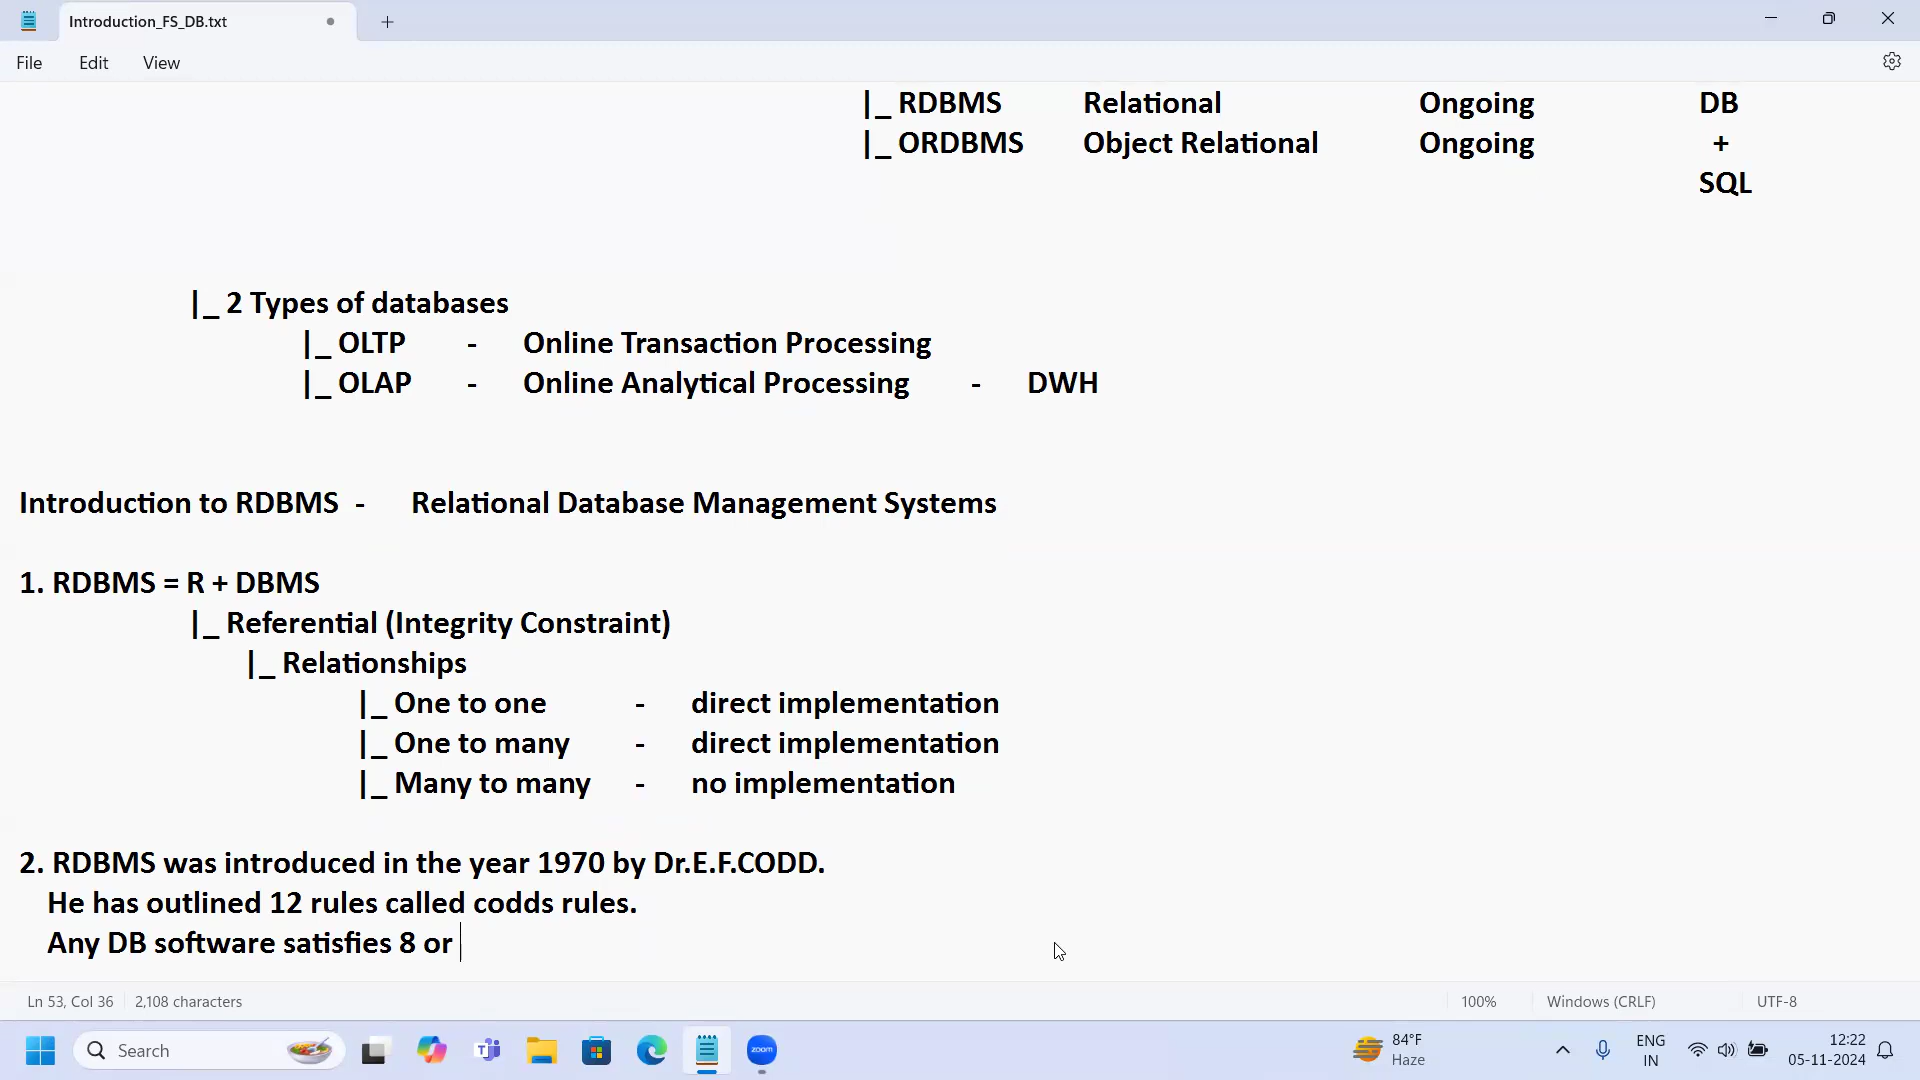 Introduction_FS_DB.txt
File Edit View
|_ RDBMS Relational Ongoing DB
|_ ORDBMS Object Relational Ongoing +
SQL
|_ 2 Types of databases
|_ OLTP - Online Transaction Processing
|_ OLAP - Online Analytical Processing - DWH
Introduction to RDBMS - Relational Database Management Systems
1. RDBMS = R + DBMS
|_ Referential (Integrity Constraint)
|_ Relationships
|_ One to one - direct implementation
|_ One to many - direct implementation
|_ Many to many - no implementation
2. RDBMS was introduced in the year 1970 by Dr.E.F.CODD.
He has outlined 12 rules called codds rules.
Any DB software satisfies 8 or
Ln 53, Col 36 2,108 characters 100% Windows (CRLF) UTF-8
Search zoom 84°F ENG 12:22
Haze IN 05-11-2024